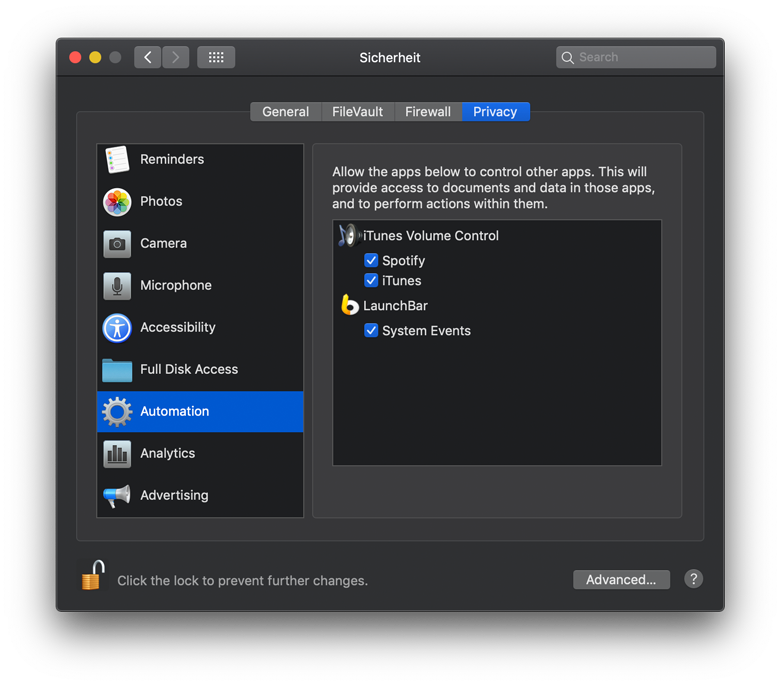 Sicherheit
Search
General
FileVault
Firewall
Privacy
Reminders
Photos
Camera
Microphone
Accessibility
Full Disk Access
Automation
Analytics
Advertising
Allow the apps below to control other apps. This will
provide access to documents and data in those apps,
and to perform actions within them.
iTunes Volume Control
Spotify
iTunes
LaunchBar
System Events
Click the lock to prevent further changes.
Advanced...
?